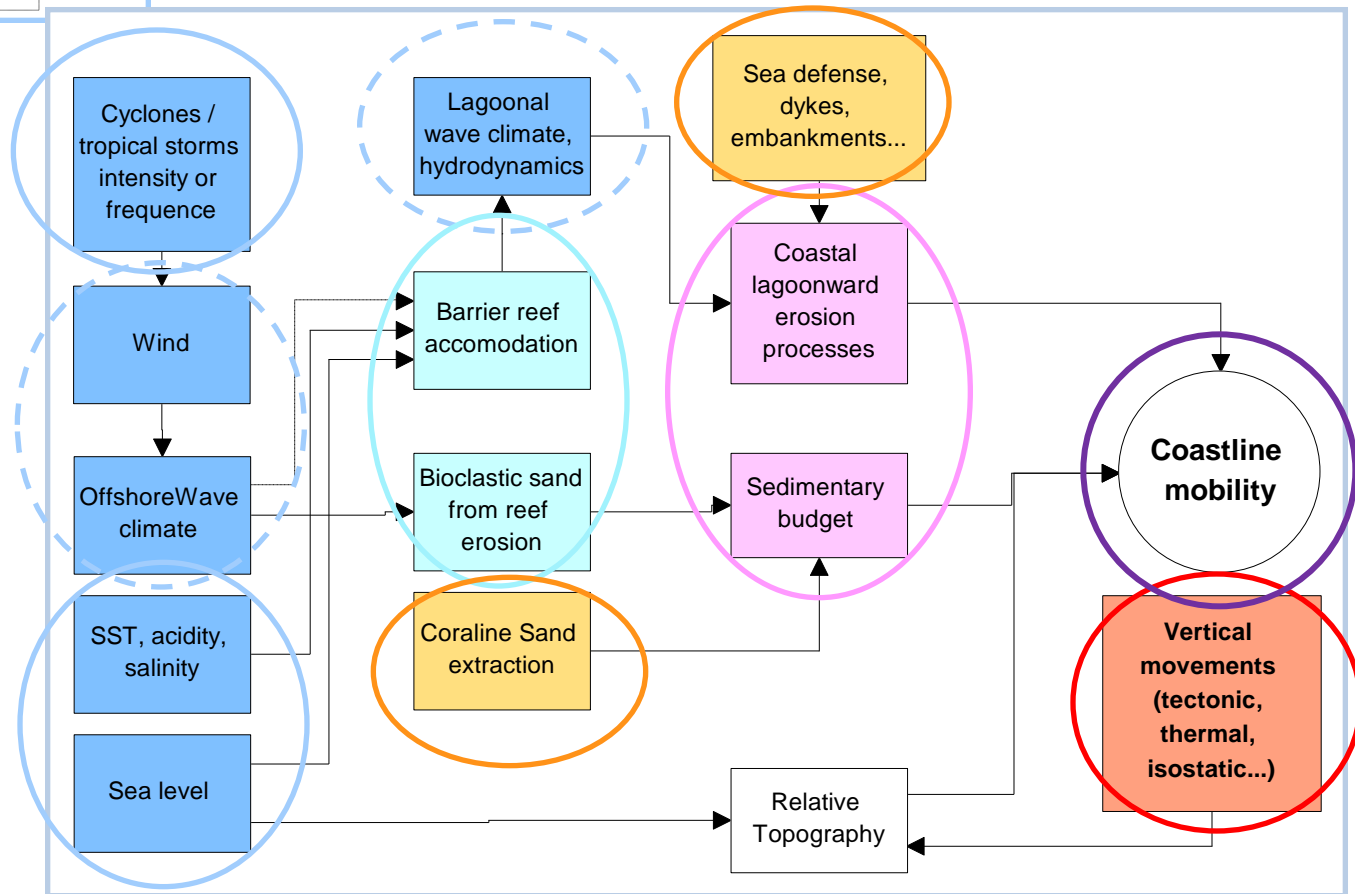 Cyclones /
tropical storms
intensity or
frequence
Wind
OffshoreWave
climate
SST, acidity,
salinity
Sea level
Lagoonal
wave climate,
hydrodynamics
Barrier reef
accomodation
Bioclastic sand
from reef
erosion
Coraline Sand
extraction
Sea defense,
dykes,
embankments...
Coastal
lagoonward
erosion
processes
Sedimentary
budget
Relative
Topography
Coastline
mobility
Vertical
movements
(tectonic,
thermal,
isostatic...)